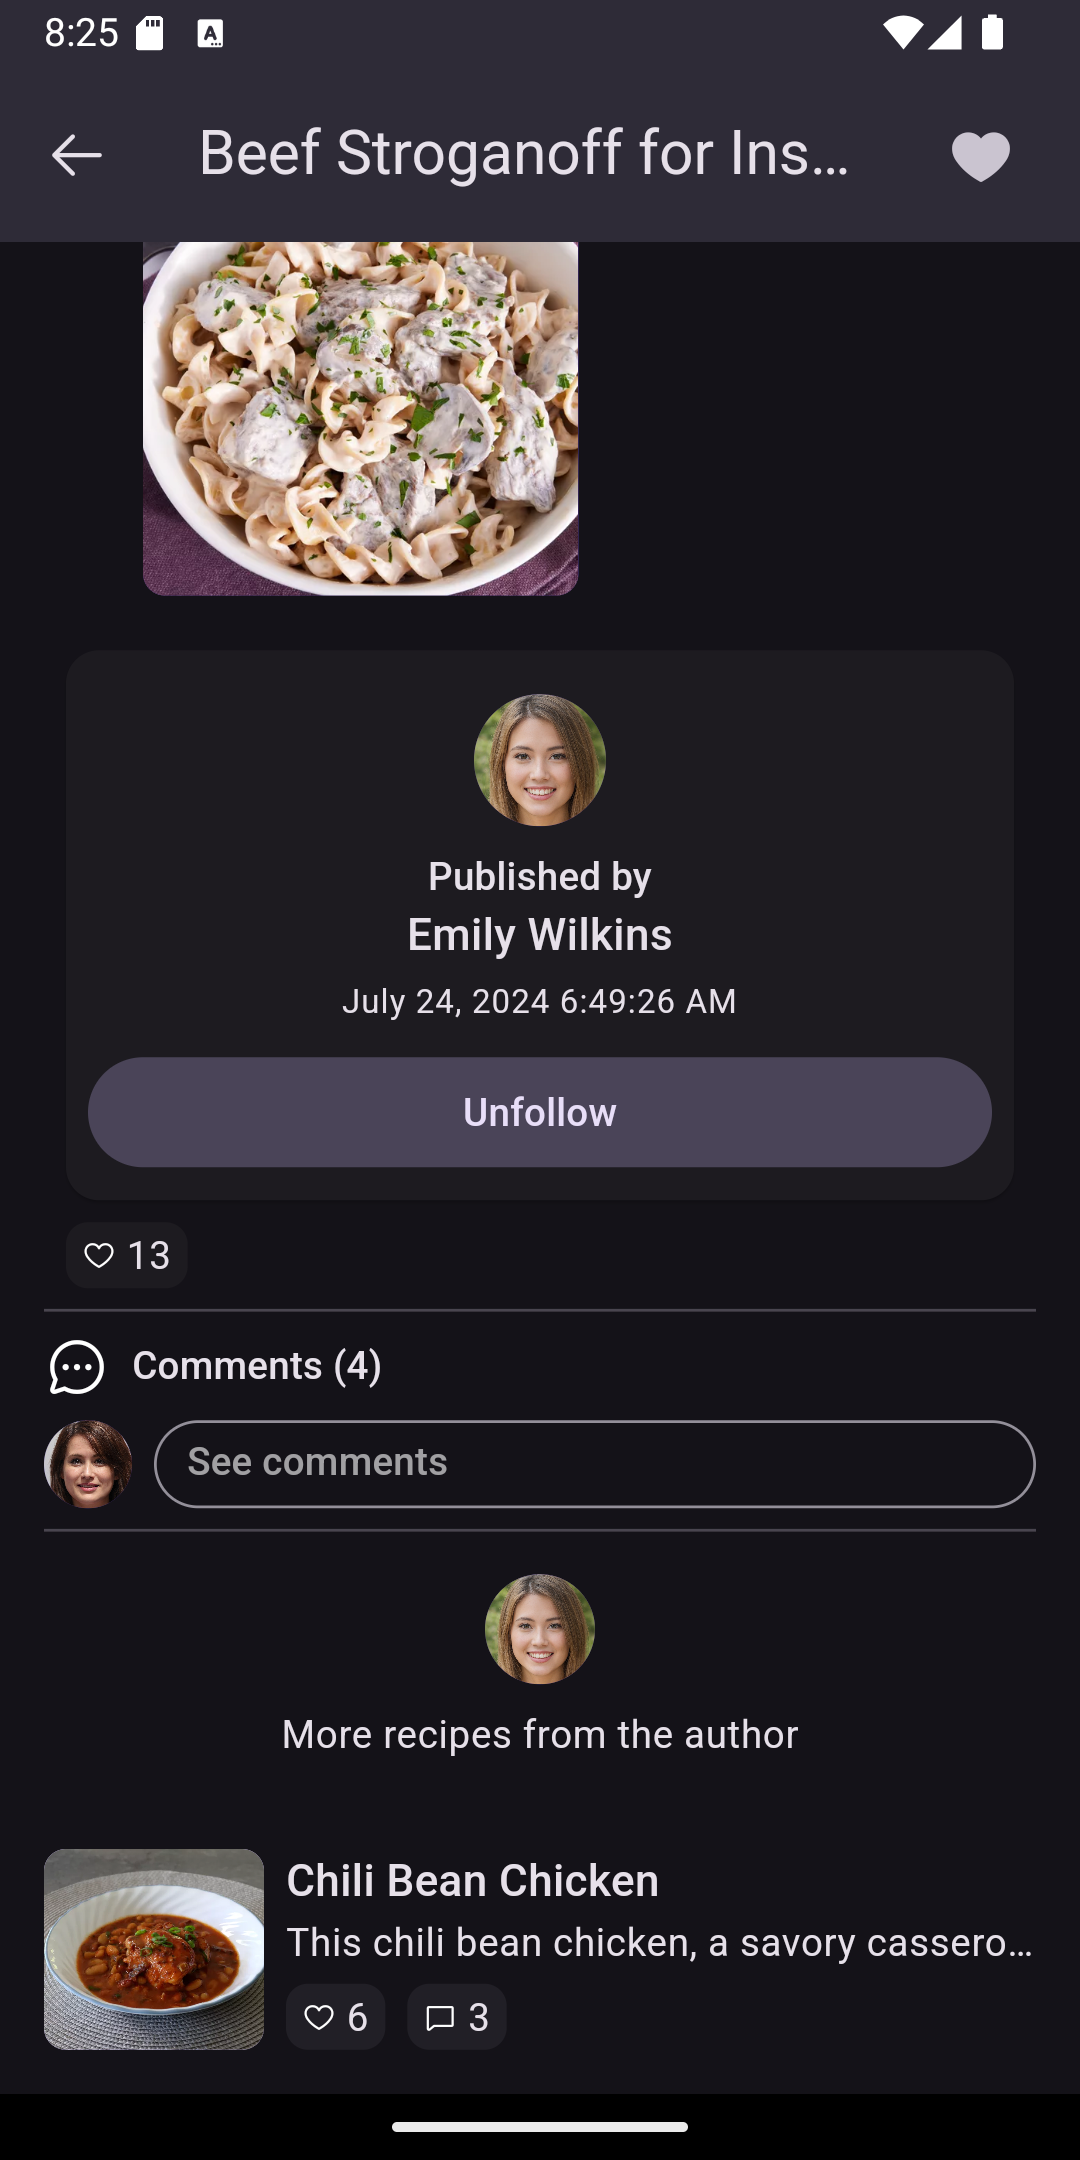 8:25
Beef Stroganoff for Ins...
Published by
Emily Wilkins
July 24, 2024 6:49:26 AM
Unfollow
13
Comments (4)
See comments
More recipes from the author
Chili Bean Chicken
This chili bean chicken, a savory cassero...
6 3